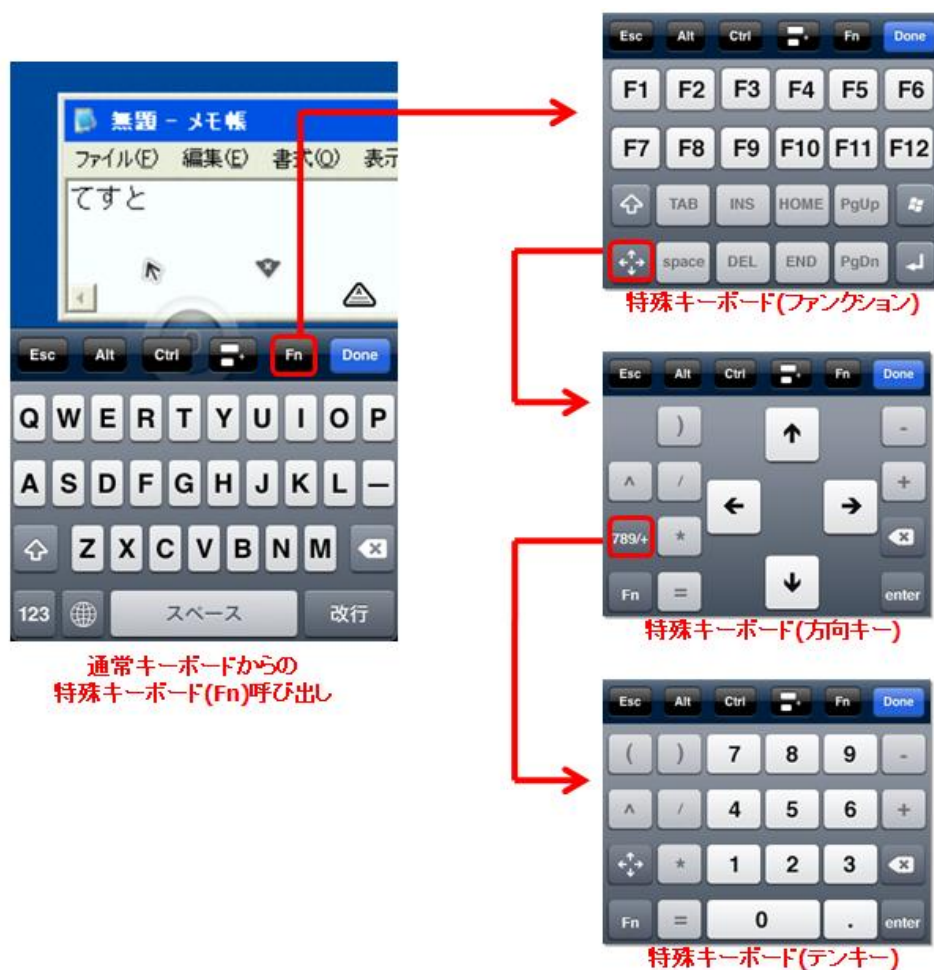 無題 - メモ帳
ファイル(F) 編集(E) 書式(O) 表示
てすと
Esc Alt Ctrl Fn Done
Q W E R T Y U I O P
A S D F G H J K L ー
Z X C V B N M
123 スペース 改行
通常キーボードからの
特殊キーボード(Fn)呼び出し
Esc Alt Ctrl Fn Done
F1 F2 F3 F4 F5 F6
F7 F8 F9 F10 F11 F12
TAB INS HOME PgUp
space DEL END PgDn
特殊キーボード(ファンクション)
Esc Alt Ctrl Fn Done
) ↑ -
^ / ← → +
789/+ *
Fn = ↓ enter
特殊キーボード(方向キー)
Esc Alt Ctrl Fn Done
( ) 7 8 9 -
^ / 4 5 6 +
* 1 2 3
Fn = 0 . enter
特殊キーボード(テンキー)